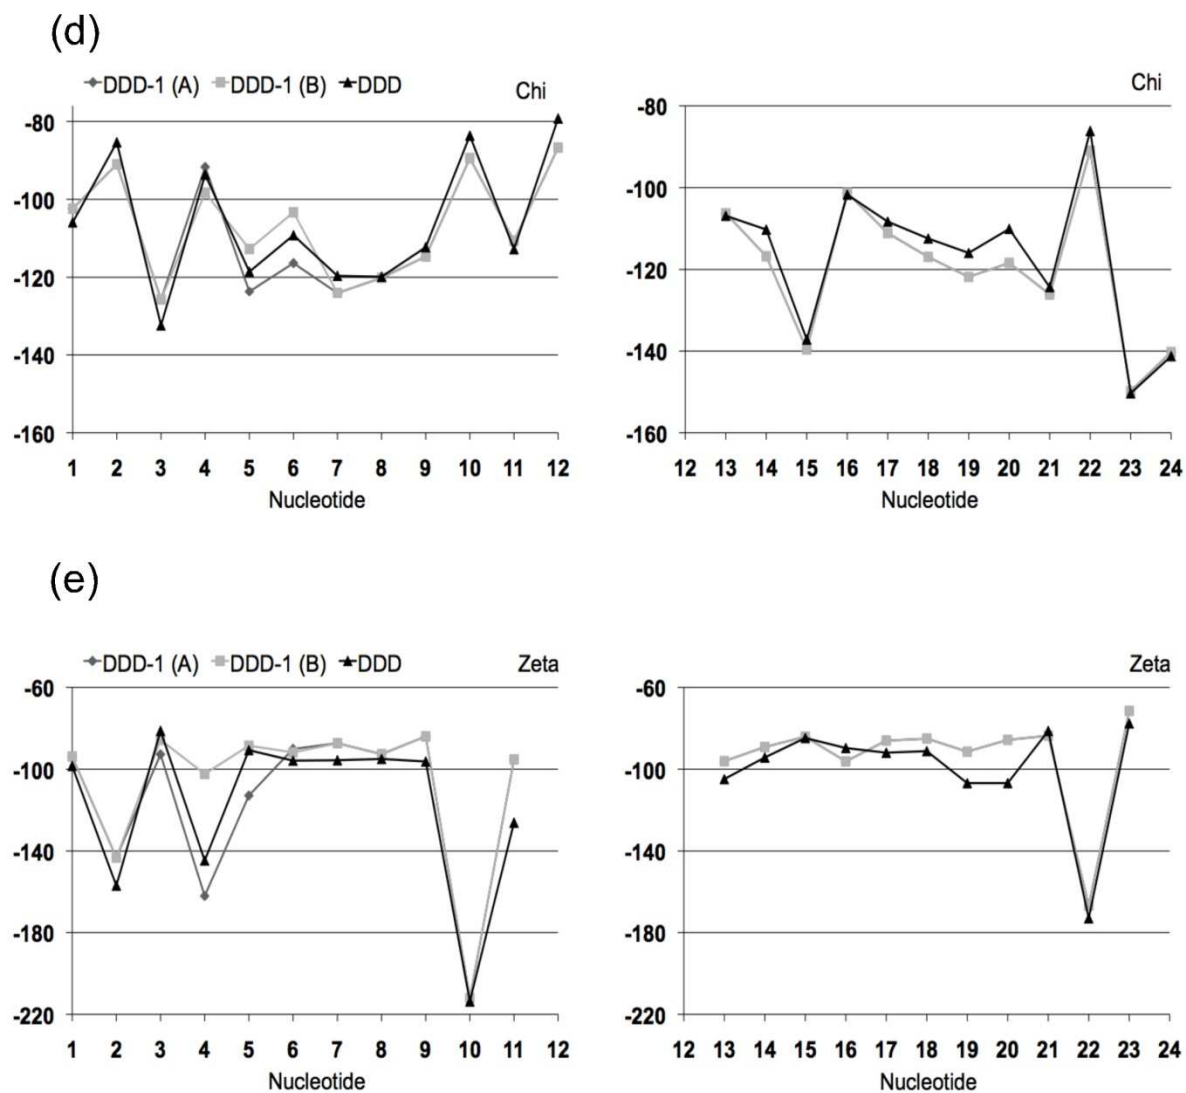 (d)
DDD-1 (A) DDD-1 (B) DDD
Chi
-80
-100
-120
-140
-160
1 2 3 4 5 6 7 8 9 10 11 12
Nucleotide
Chi
-80
-100
-120
-140
-160
12 13 14 15 16 17 18 19 20 21 22 23 24
Nucleotide
(e)
DDD-1 (A) DDD-1 (B) DDD
Zeta
-60
-100
-140
-180
-220
1 2 3 4 5 6 7 8 9 10 11 12
Nucleotide
Zeta
-60
-100
-140
-180
-220
12 13 14 15 16 17 18 19 20 21 22 23 24
Nucleotide